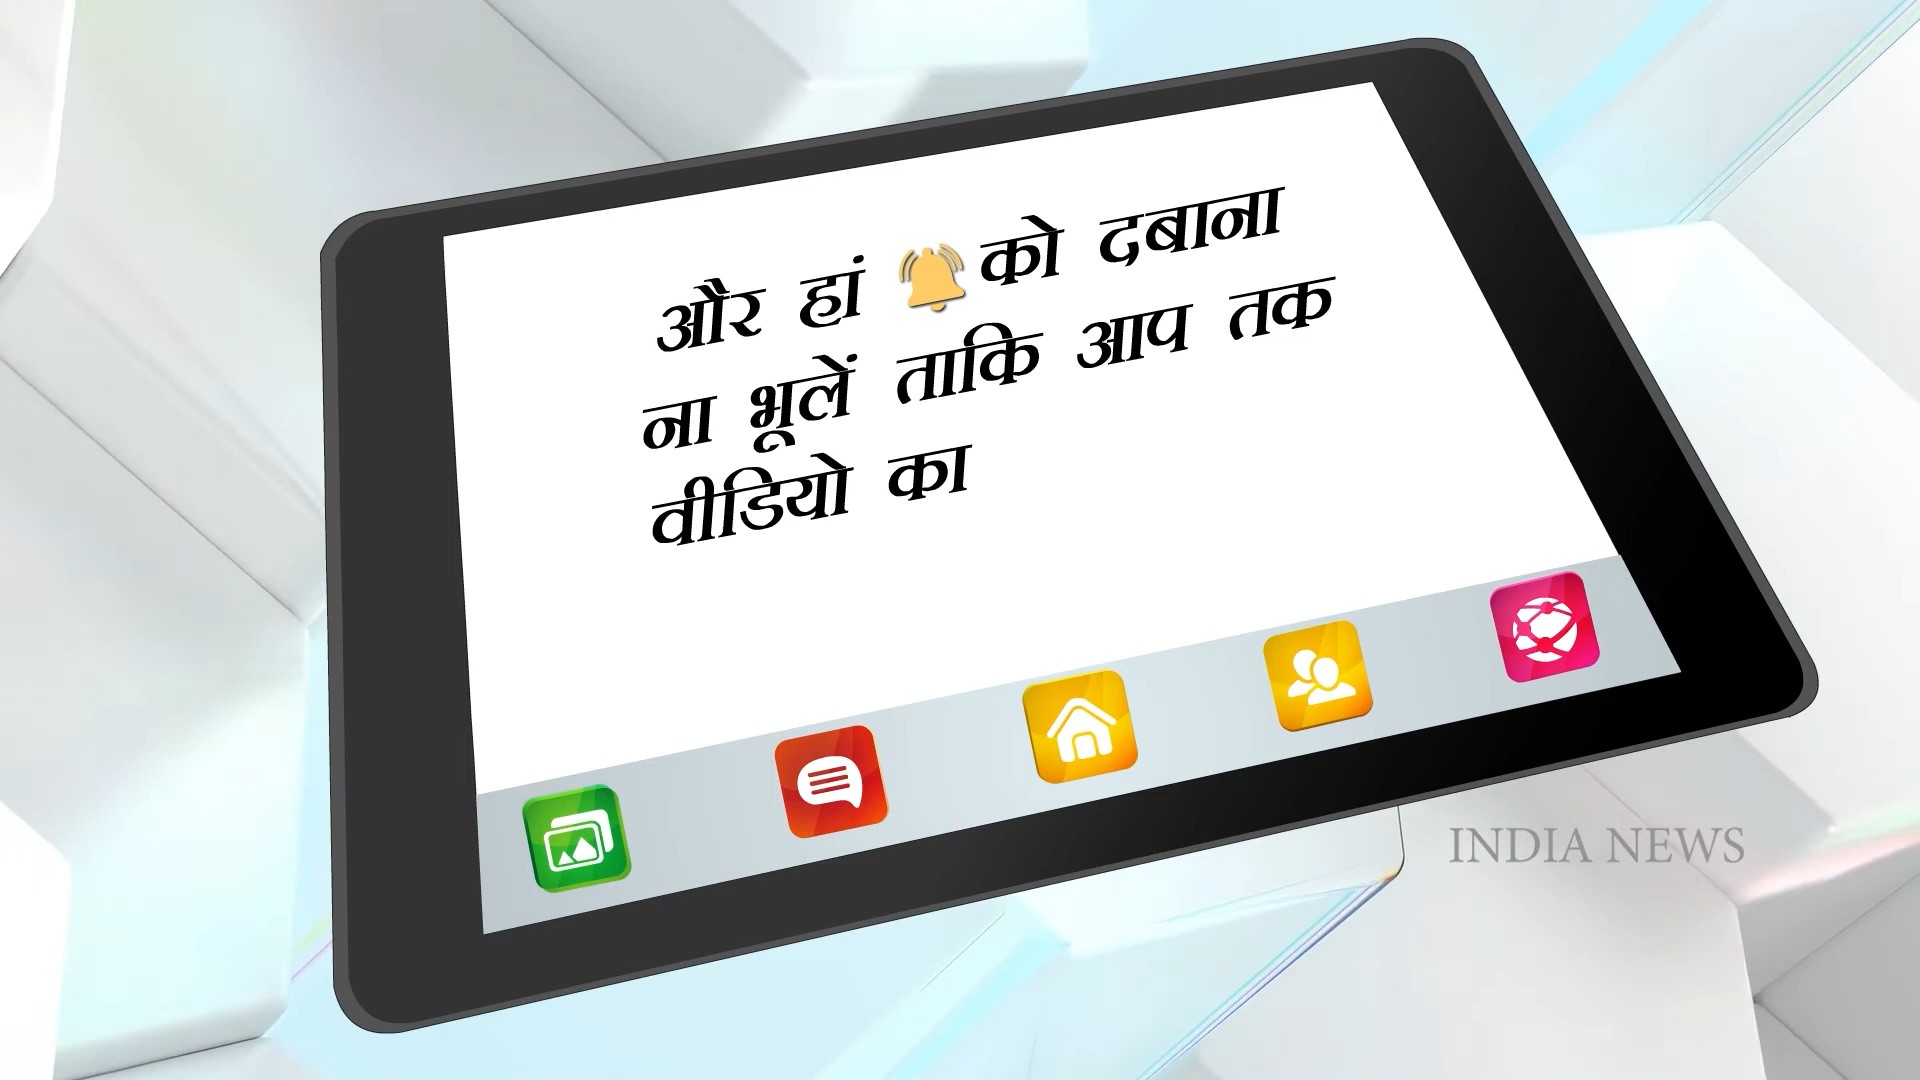 और हां 🔔 को दबाना
ना भूलें ताकि आप तक
वीडियो का
INDIA NEWS